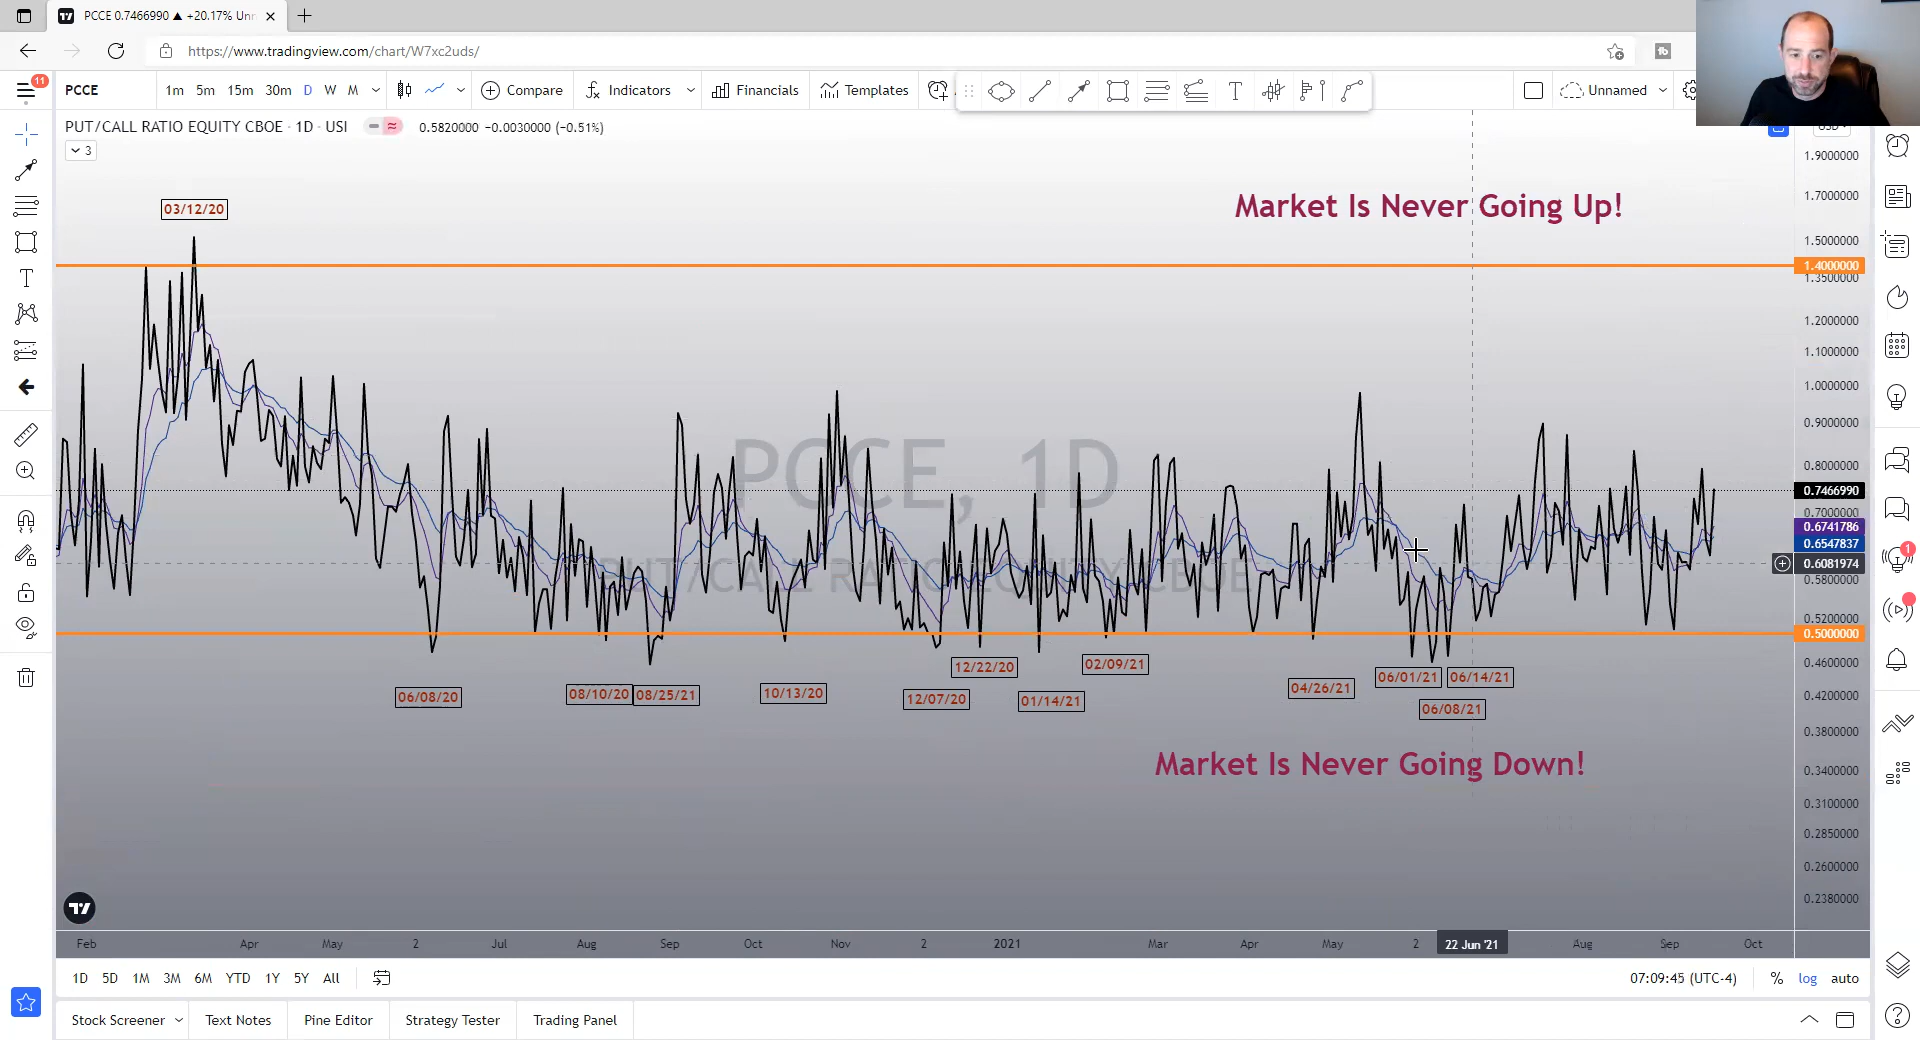 PCCE 0.7466990 ▲ +20.17% Unn
https://www.tradingview.com/chart/W7xc2uds/
11
PCCE
1m 5m 15m 30m D W M
Compare
Indicators
Financials
Templates
Unnamed
PUT/CALL RATIO EQUITY CBOE · 1D · USI
0.5820000 −0.0030000 (−0.51%)
3
Market Is Never Going Up!
03/12/20
PCCE, 1D
PUT/CALL RATIO EQUITY CBOE
06/08/20
08/10/20
08/25/21
10/13/20
12/07/20
12/22/20
01/14/21
02/09/21
04/26/21
06/01/21
06/14/21
06/08/21
Market Is Never Going Down!
1.9000000
1.7000000
1.5000000
1.4000000
1.3500000
1.2000000
1.1000000
1.0000000
0.9000000
0.8000000
0.7466990
0.7000000
0.6741786
0.6547837
0.6081974
0.5800000
0.5200000
0.5000000
0.4600000
0.4200000
0.3800000
0.3400000
0.3100000
0.2850000
0.2600000
0.2380000
1
Feb Apr May 2 Jul Aug Sep Oct Nov 2 2021 Mar Apr May 2 22 Jun '21 Aug Sep Oct
1D 5D 1M 3M 6M YTD 1Y 5Y All
07:09:45 (UTC-4)
% log auto
Stock Screener
Text Notes
Pine Editor
Strategy Tester
Trading Panel